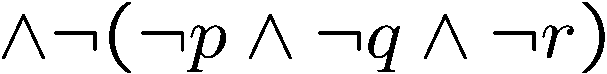 ∧¬(¬p ∧ ¬q ∧ ¬r)